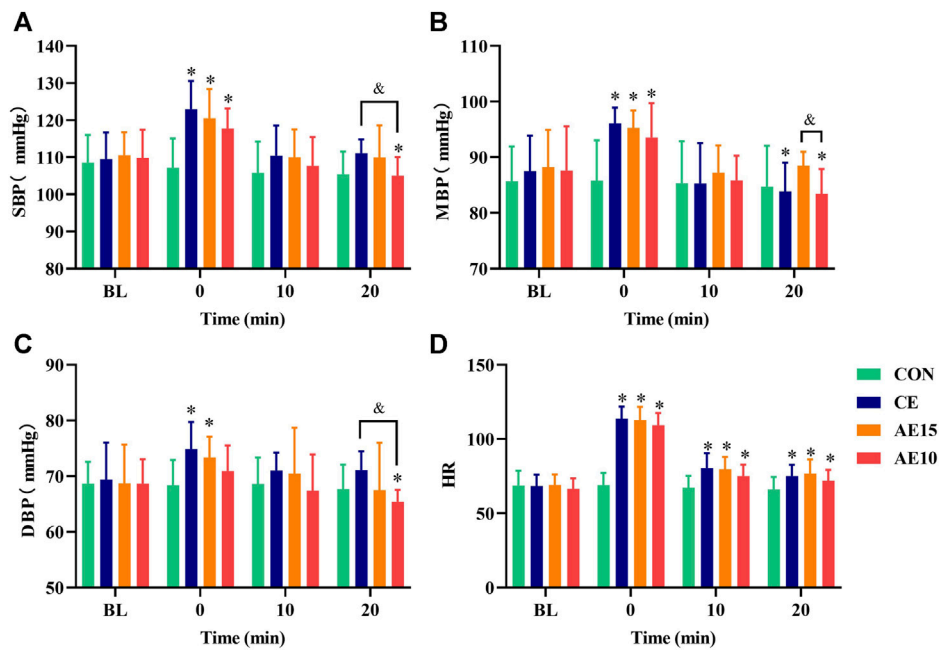 A
SBP( mmHg)
140
130
120
110
100
90
80
* * *
&
*
BL 0 10 20
Time (min)
B
MBP( mmHg)
110
100
90
80
70
* * *
&
* *
BL 0 10 20
Time (min)
C
DBP( mmHg)
90
80
70
60
50
* *
&
*
BL 0 10 20
Time (min)
D
HR
150
100
50
0
* * *
* * *
* * *
BL 0 10 20
Time (min)
CON
CE
AE15
AE10